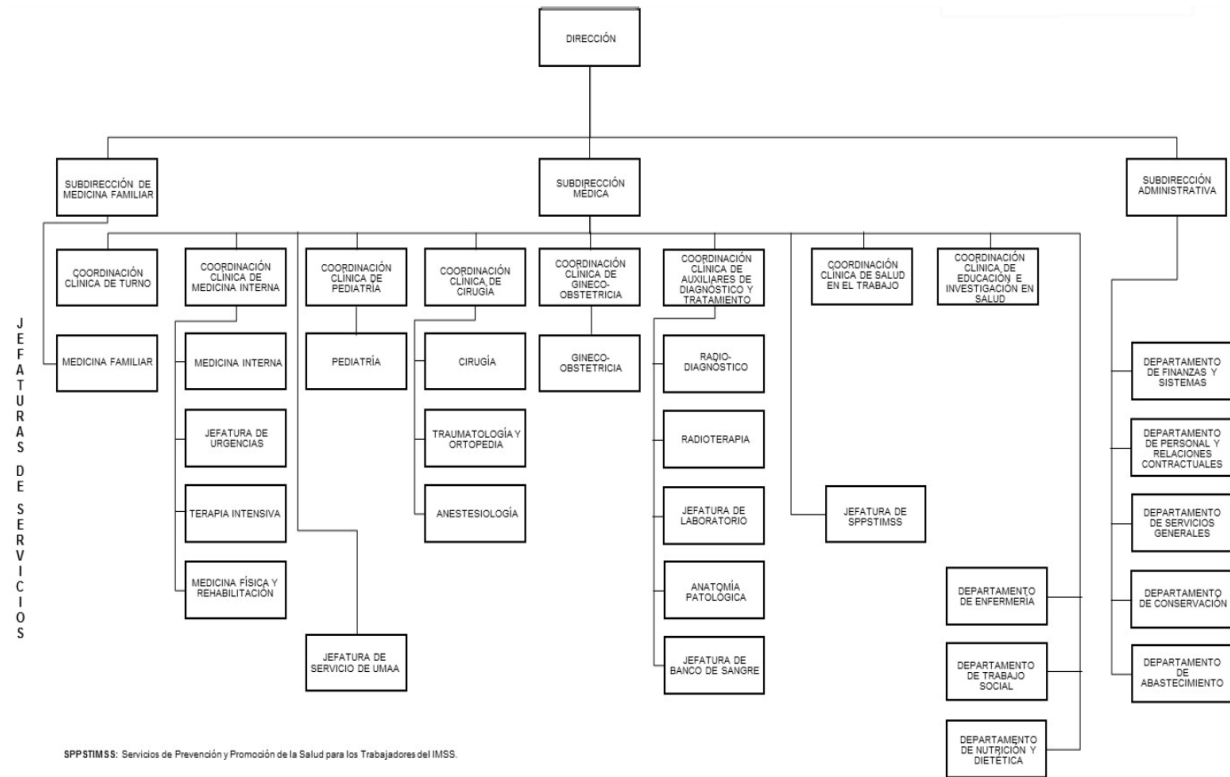 DIRECCIÓN
SUBDIRECCIÓN DE
MEDICINA FAMILIAR
SUBDIRECCIÓN
MÉDICA
SUBDIRECCIÓN
ADMINISTRATIVA
COORDINACIÓN
CLÍNICA DE TURNO
COORDINACIÓN
CLÍNICA DE
MEDICINA INTERNA
COORDINACIÓN
CLÍNICA DE
PEDIATRÍA
COORDINACIÓN
CLÍNICA DE
CIRUGÍA
COORDINACIÓN
CLÍNICA DE
GINECO-
OBSTETRICIA
COORDINACIÓN
CLÍNICA DE
AUXILIARES DE
DIAGNÓSTICO Y
TRATAMIENTO
COORDINACIÓN
CLÍNICA DE SALUD
EN EL TRABAJO
COORDINACIÓN
CLÍNICA DE
EDUCACIÓN E
INVESTIGACIÓN EN
SALUD
JEFATURAS DE SERVICIOS
MEDICINA FAMILIAR
MEDICINA INTERNA
PEDIATRÍA
CIRUGÍA
GINECO-
OBSTETRICIA
RADIO-
DIAGNÓSTICO
DEPARTAMENTO
DE FINANZAS Y
SISTEMAS
JEFATURA DE
URGENCIAS
TRAUMATOLOGÍA Y
ORTOPEDIA
RADIOTERAPIA
DEPARTAMENTO
DE PERSONAL Y
RELACIONES
CONTRACTUALES
TERAPIA INTENSIVA
ANESTESIOLOGÍA
JEFATURA DE
LABORATORIO
JEFATURA DE
SPPSTIMSS
DEPARTAMENTO
DE SERVICIOS
GENERALES
MEDICINA FÍSICA Y
REHABILITACIÓN
ANATOMÍA
PATOLÓGICA
DEPARTAMENTO
DE ENFERMERÍA
DEPARTAMENTO
DE CONSERVACIÓN
JEFATURA DE
SERVICIO DE UMAA
JEFATURA DE
BANCO DE SANGRE
DEPARTAMENTO
DE TRABAJO
SOCIAL
DEPARTAMENTO
DE
ABASTECIMIENTO
DEPARTAMENTO
DE NUTRICIÓN Y
DIETÉTICA
SPPSTIMSS: Servicios de Prevención y Promoción de la Salud para los Trabajadores del IMSS.